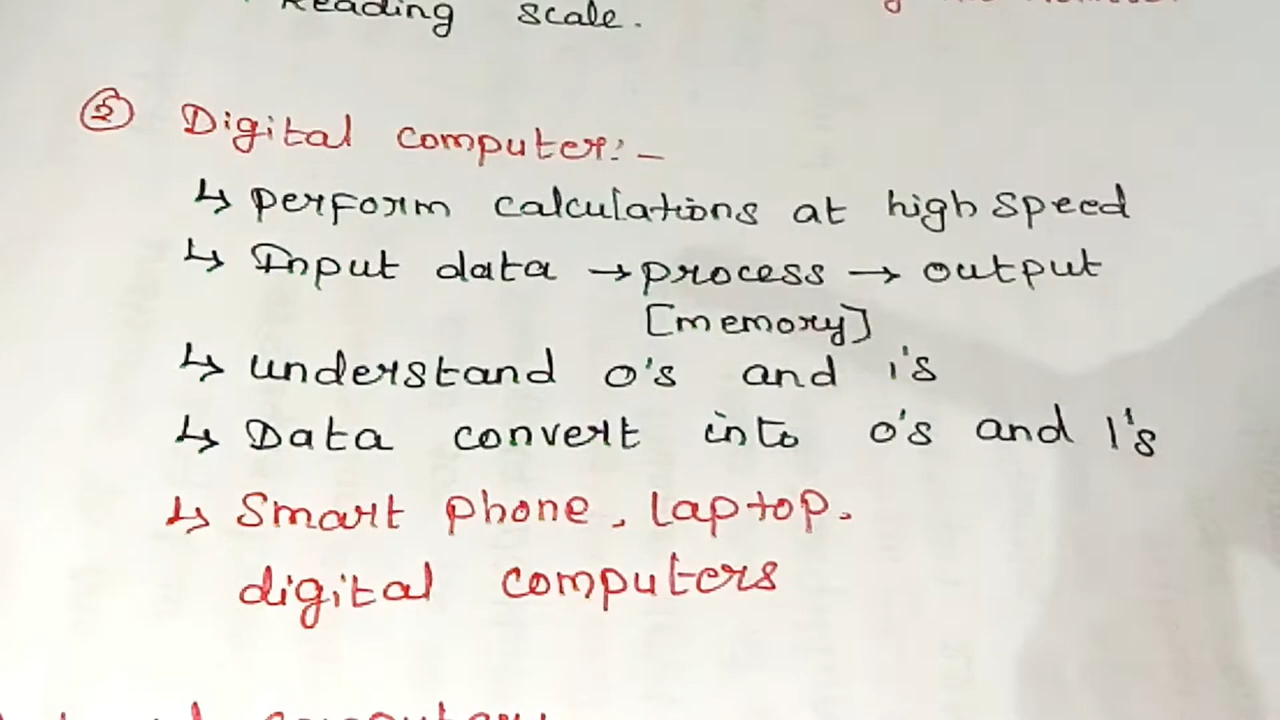 Reading scale.
② Digital computer:-
↳ perform calculations at high speed
↳ Input data → process → output
[memory]
↳ understand 0's and 1's
↳ Data convert into 0's and 1's
↳ Smart phone, laptop.
digital computers
computer: